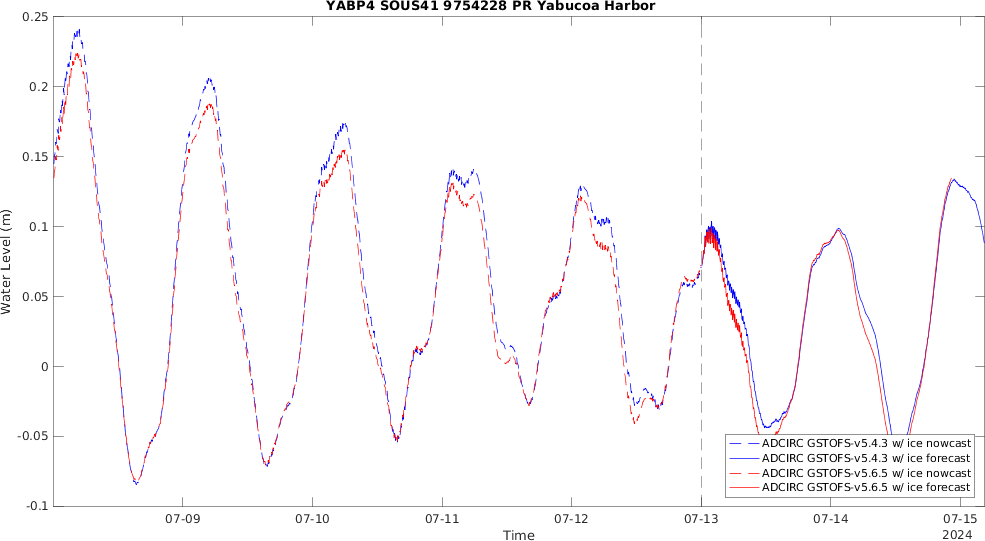 YABP4 SOUS41 9754228 PR Yabucoa Harbor
0.25
0.2
0.15
0.1
0.05
0
-0.05
-0.1
Water Level (m)
07-09 07-10 07-11 07-12 07-13 07-14 07-15
Time
2024
ADCIRC GSTOFS-v5.4.3 w/ ice nowcast
ADCIRC GSTOFS-v5.4.3 w/ ice forecast
ADCIRC GSTOFS-v5.6.5 w/ ice nowcast
ADCIRC GSTOFS-v5.6.5 w/ ice forecast